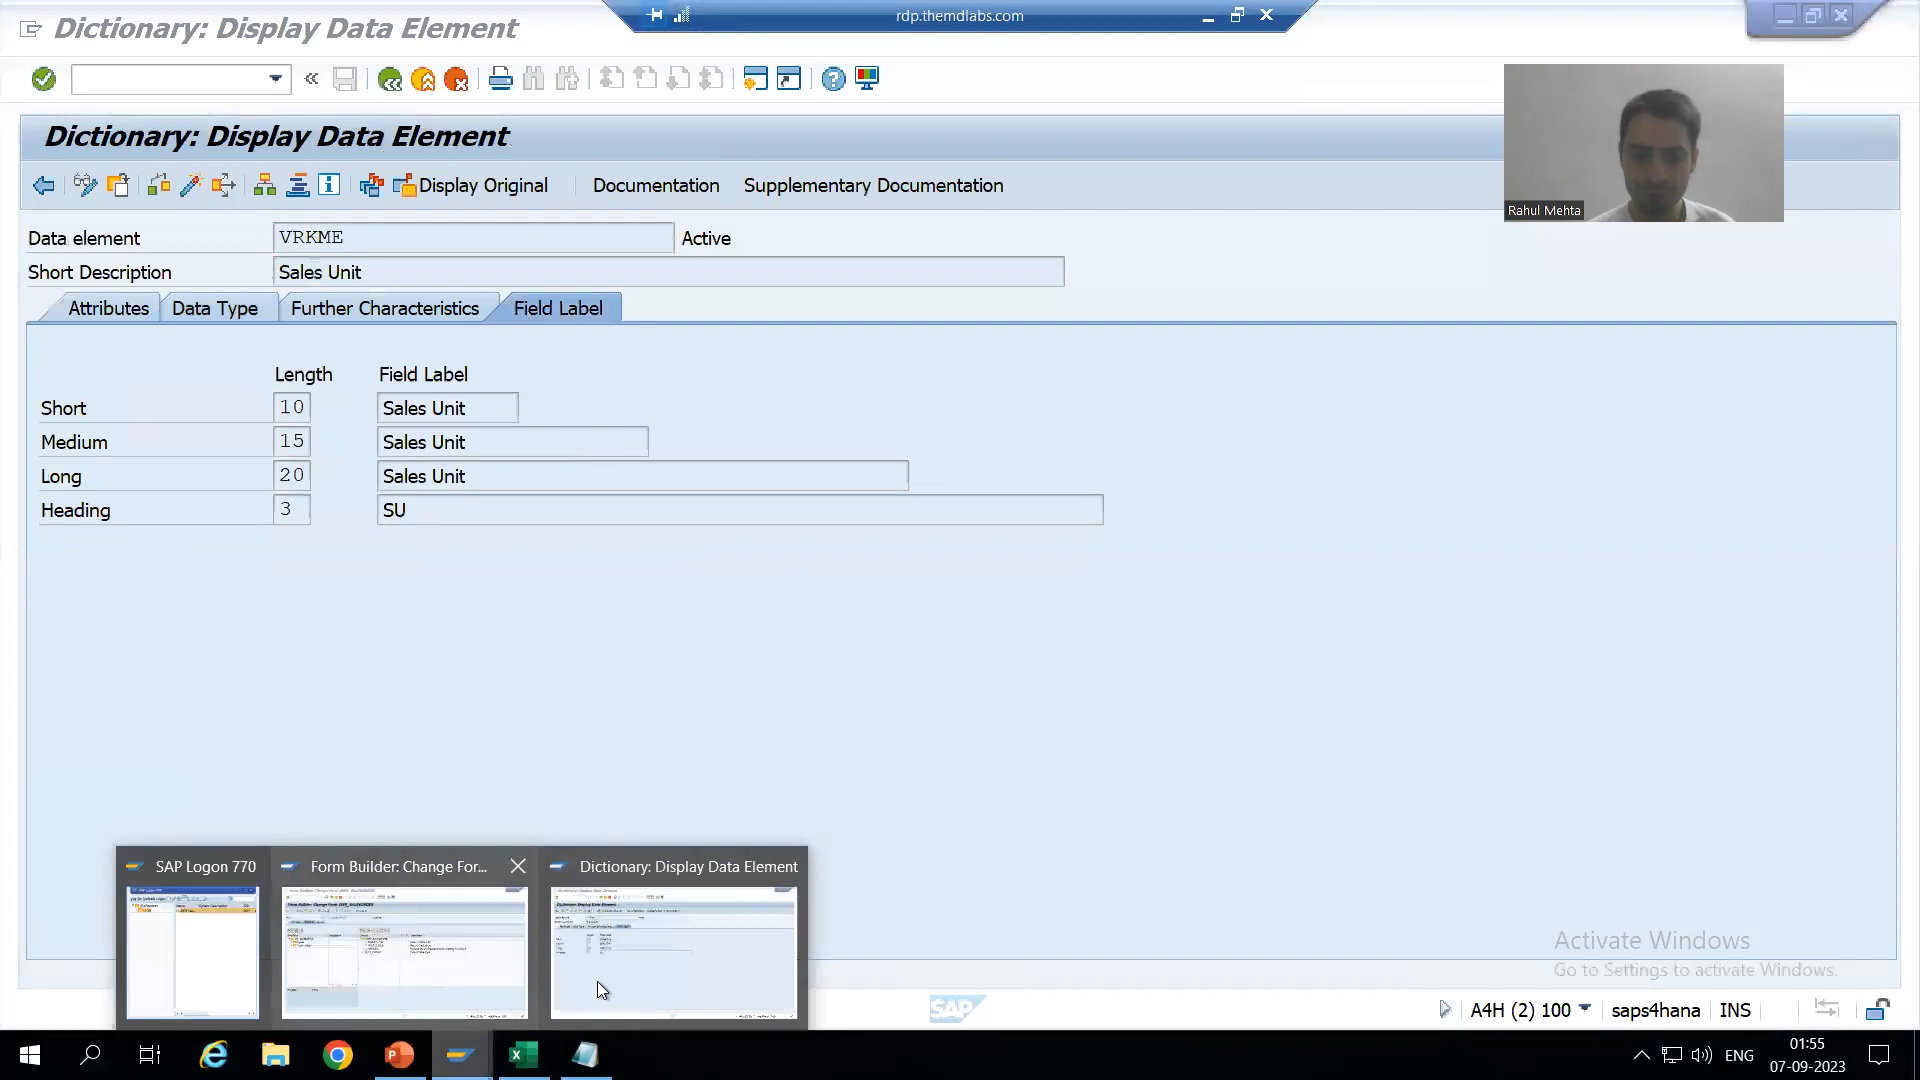 Dictionary: Display Data Element
rdp.themdlabs.com
Dictionary: Display Data Element
Display Original
Documentation
Supplementary Documentation
Rahul Mehta
Data element
VRKME
Active
Short Description
Sales Unit
Attributes
Data Type
Further Characteristics
Field Label
Length
Field Label
Short
10
Sales Unit
Medium
15
Sales Unit
Long
20
Sales Unit
Heading
3
SU
SAP Logon 770
Form Builder: Change For...
Dictionary: Display Data Element
Activate Windows
Go to Settings to activate Windows.
SAP
A4H (2) 100
saps4hana
INS
ENG
01:55
07-09-2023